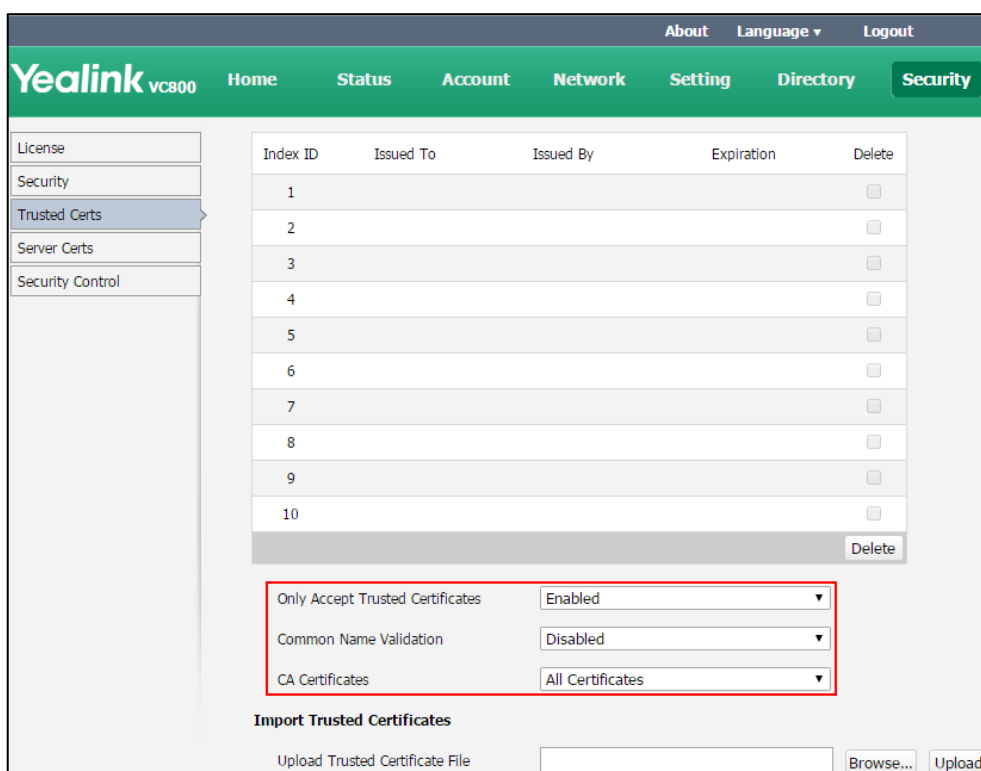 About Language ▾ Logout
Yealink VC800 Home Status Account Network Setting Directory Security
License
Security
Trusted Certs
Server Certs
Security Control
Index ID Issued To Issued By Expiration Delete
1
2
3
4
5
6
7
8
9
10
Delete
Only Accept Trusted Certificates Enabled
Common Name Validation Disabled
CA Certificates All Certificates
Import Trusted Certificates
Upload Trusted Certificate File Browse... Upload